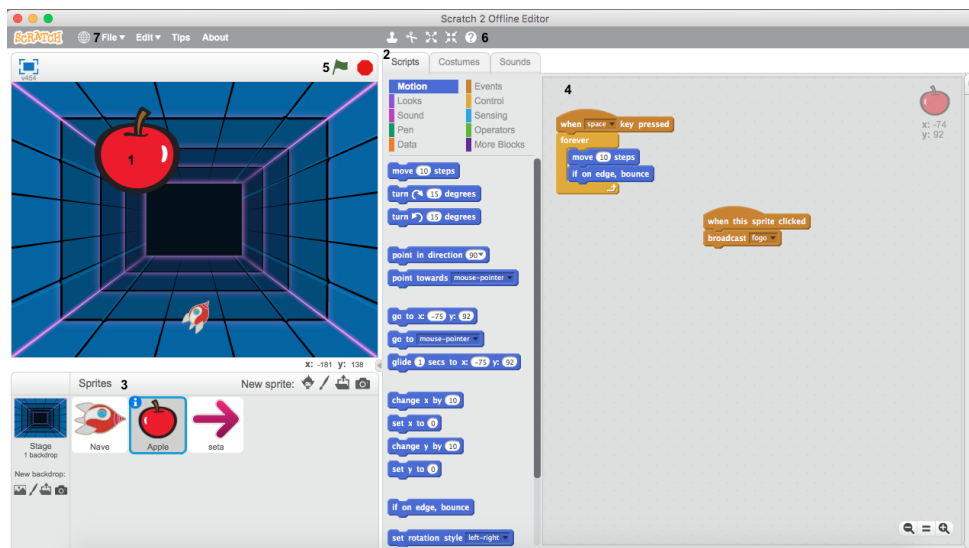 Scratch 2 Offline Editor
SCRATCH 7 File Edit Tips About 6
v454
5
1
X: -181 y: 138
Sprites 3 New sprite:
Stage
1 backdrop
New backdrop:
Nave
Apple
seta
2 Scripts Costumes Sounds
Motion Events
Looks Control
Sound Sensing
Pen Operators
Data More Blocks
move 10 steps
turn 15 degrees
turn 15 degrees
point in direction 90
point towards mouse-pointer
go to x: -75 y: 92
go to mouse-pointer
glide 1 secs to x: -75 y: 92
change x by 10
set x to 0
change y by 10
set y to 0
if on edge, bounce
set rotation style left-right
4
when space key pressed
forever
move 10 steps
if on edge, bounce
when this sprite clicked
broadcast fogo
x: -74
y: 92